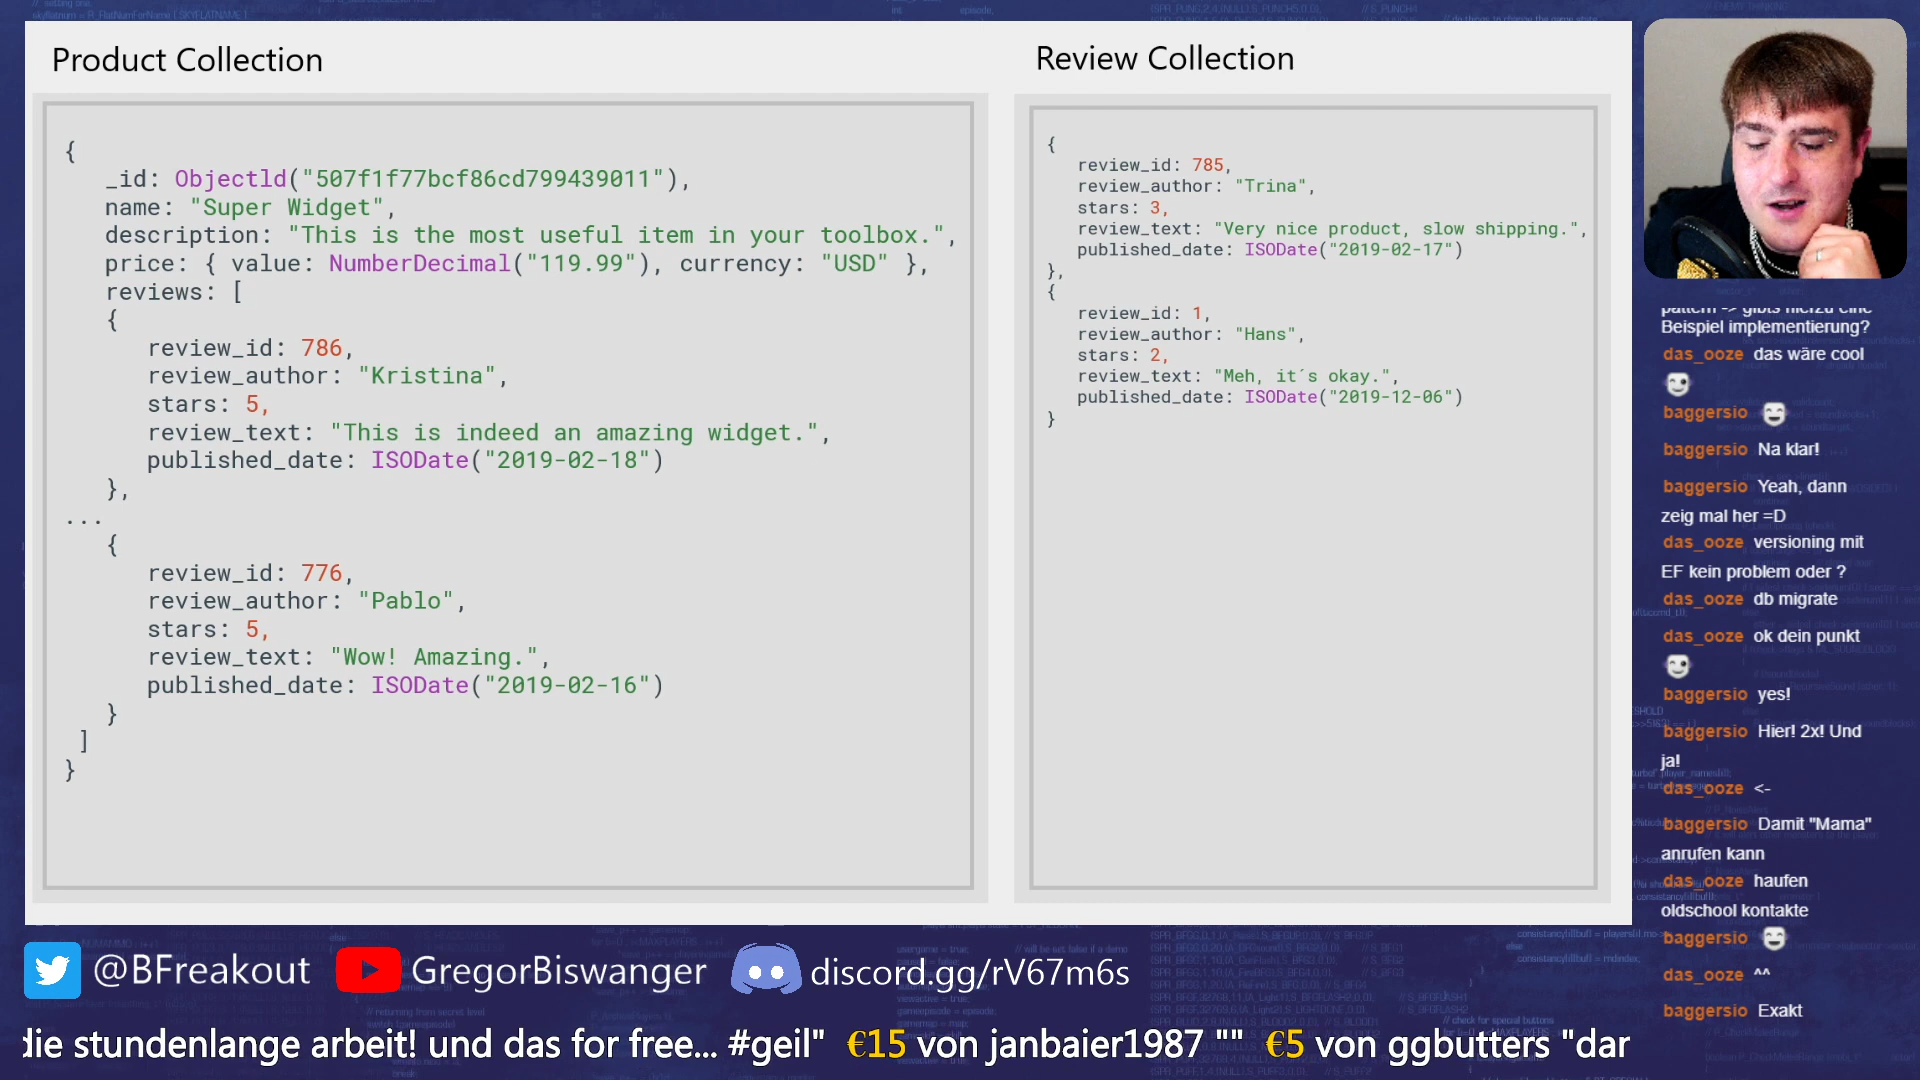 Product Collection
{
_id: ObjectId("507f1f77bcf86cd799439011"),
name: "Super Widget",
description: "This is the most useful item in your toolbox.",
price: { value: NumberDecimal("119.99"), currency: "USD" },
reviews: [
{
review_id: 786,
review_author: "Kristina",
stars: 5,
review_text: "This is indeed an amazing widget.",
published_date: ISODate("2019-02-18")
},
...
{
review_id: 776,
review_author: "Pablo",
stars: 5,
review_text: "Wow! Amazing.",
published_date: ISODate("2019-02-16")
}
]
}
Review Collection
{
review_id: 785,
review_author: "Trina",
stars: 3,
review_text: "Very nice product, slow shipping.",
published_date: ISODate("2019-02-17")
},
{
review_id: 1,
review_author: "Hans",
stars: 2,
review_text: "Meh, it´s okay.",
published_date: ISODate("2019-12-06")
}
pattern -> gibts hierzu eine
Beispiel implementierung?
das_ooze das wäre cool
baggersio
baggersio Na klar!
baggersio Yeah, dann
zeig mal her =D
das_ooze versioning mit
EF kein problem oder ?
das_ooze db migrate
das_ooze ok dein punkt
baggersio yes!
baggersio Hier! 2x! Und
ja!
das_ooze <-
baggersio Damit "Mama"
anrufen kann
das_ooze haufen
oldschool kontakte
baggersio
das_ooze ^^
baggersio Exakt
@BFreakout GregorBiswanger discord.gg/rV67m6s
die stundenlange arbeit! und das for free... #geil" €15 von janbaier1987 "" €5 von ggbutters "dar